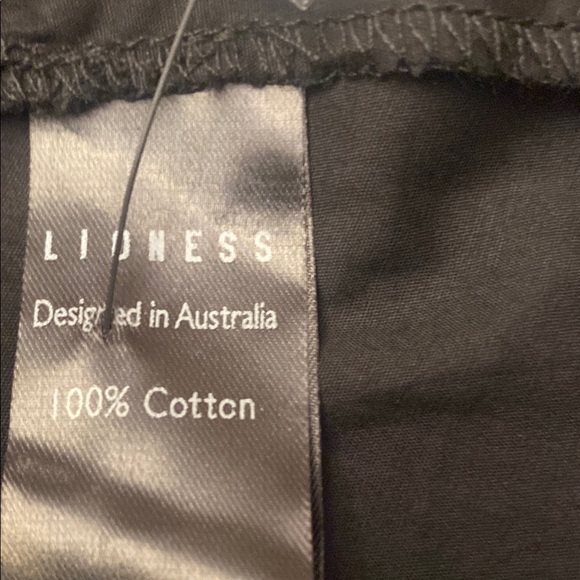 LIONESS
Designed in Australia
100% Cotton